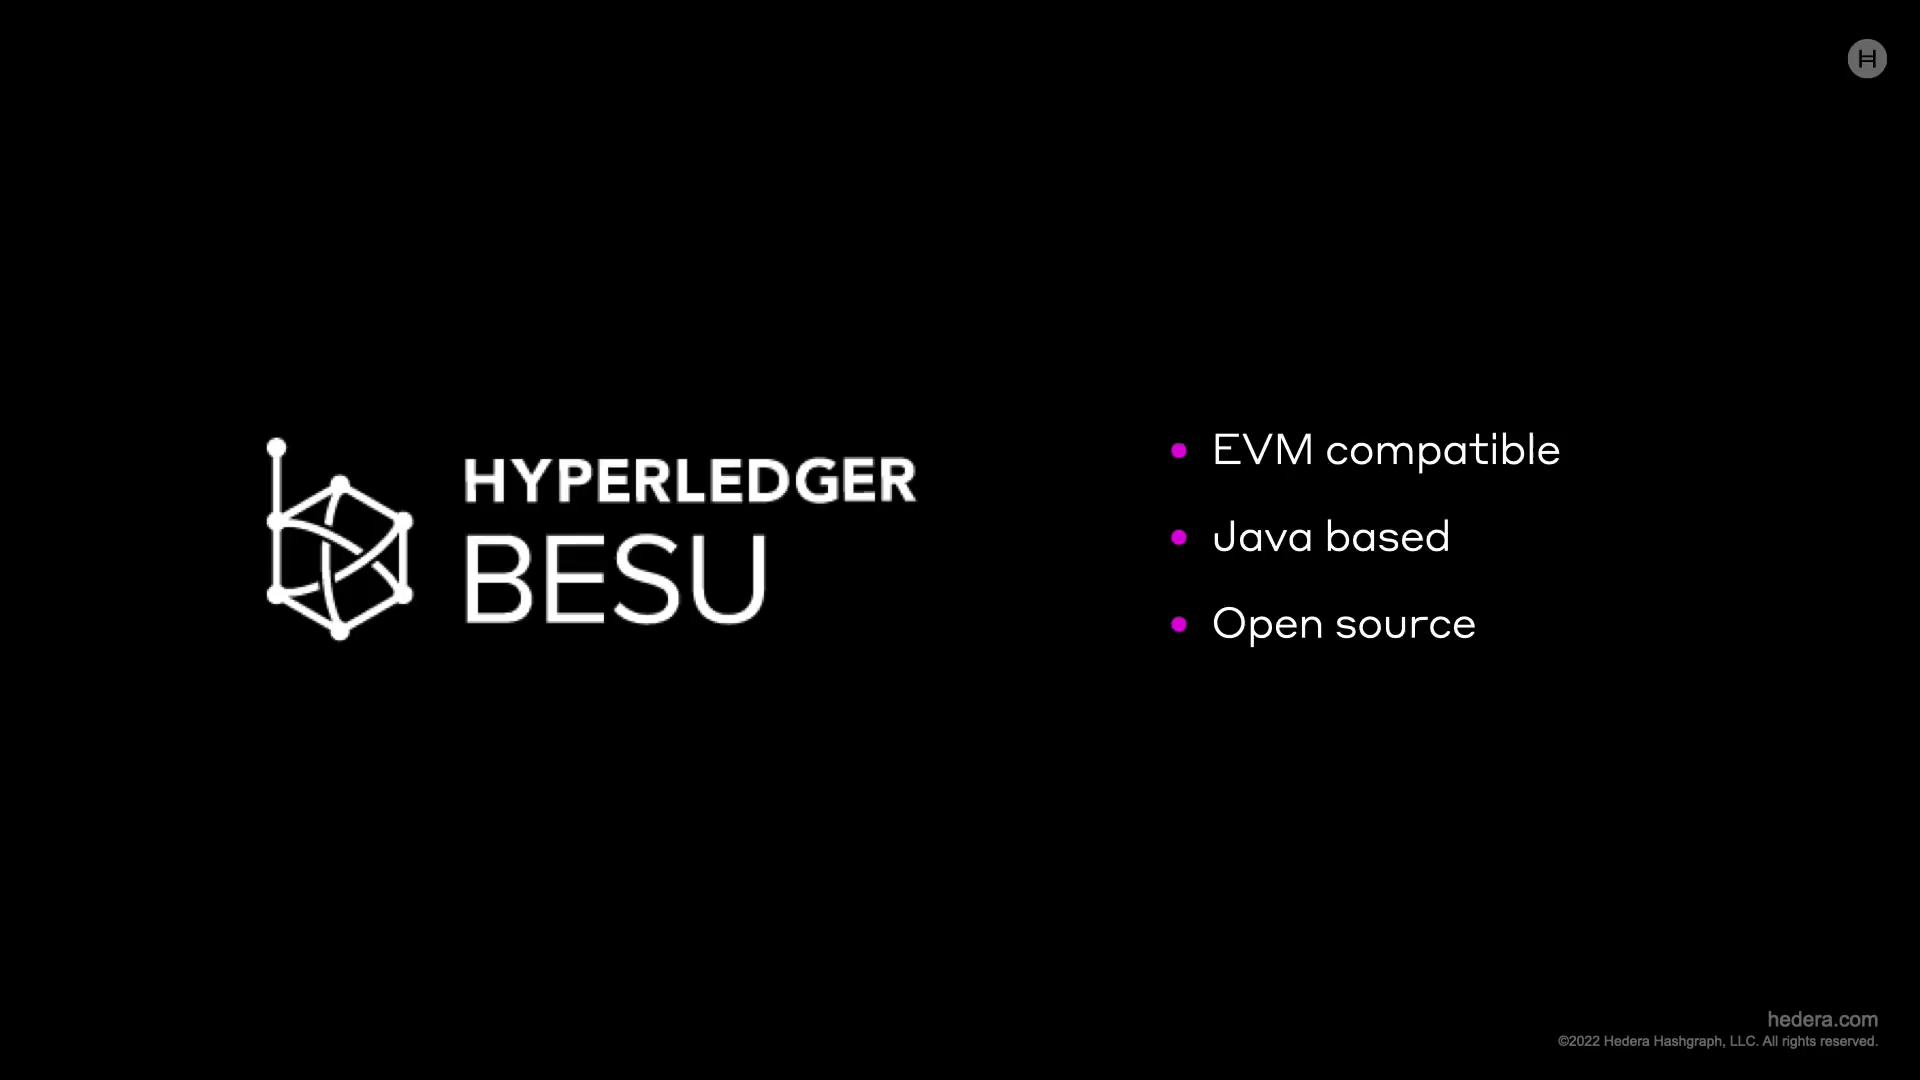 H
HYPERLEDGER
BESU
EVM compatible
Java based
Open source
hedera.com
©2022 Hedera Hashgraph, LLC. All rights reserved.